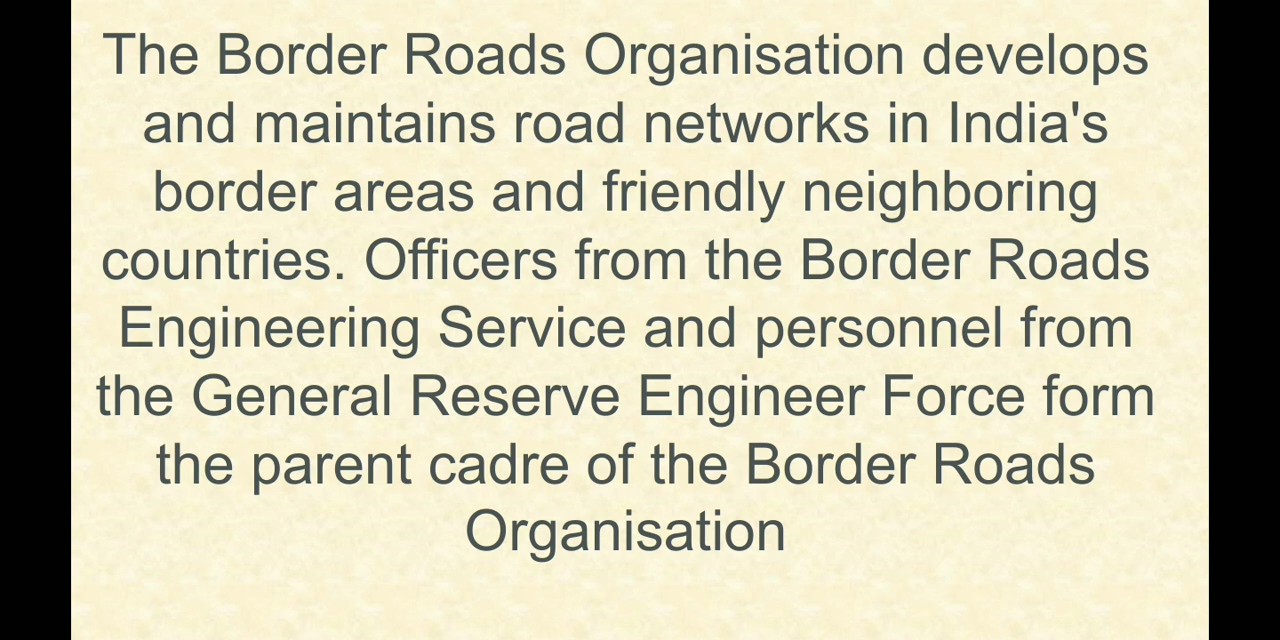 The Border Roads Organisation develops
and maintains road networks in India's
border areas and friendly neighboring
countries. Officers from the Border Roads
Engineering Service and personnel from
the General Reserve Engineer Force form
the parent cadre of the Border Roads
Organisation